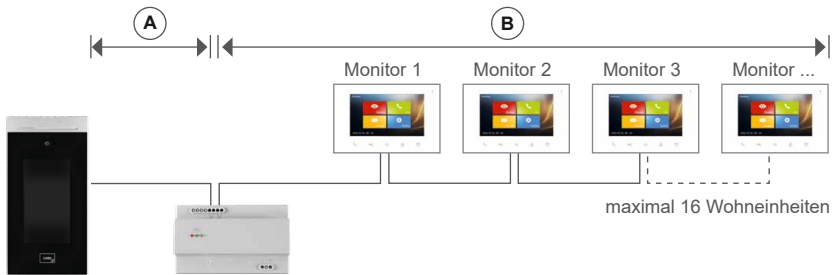 A
B
Monitor 1
Monitor 2
Monitor 3
Monitor ...
maximal 16 Wohneinheiten